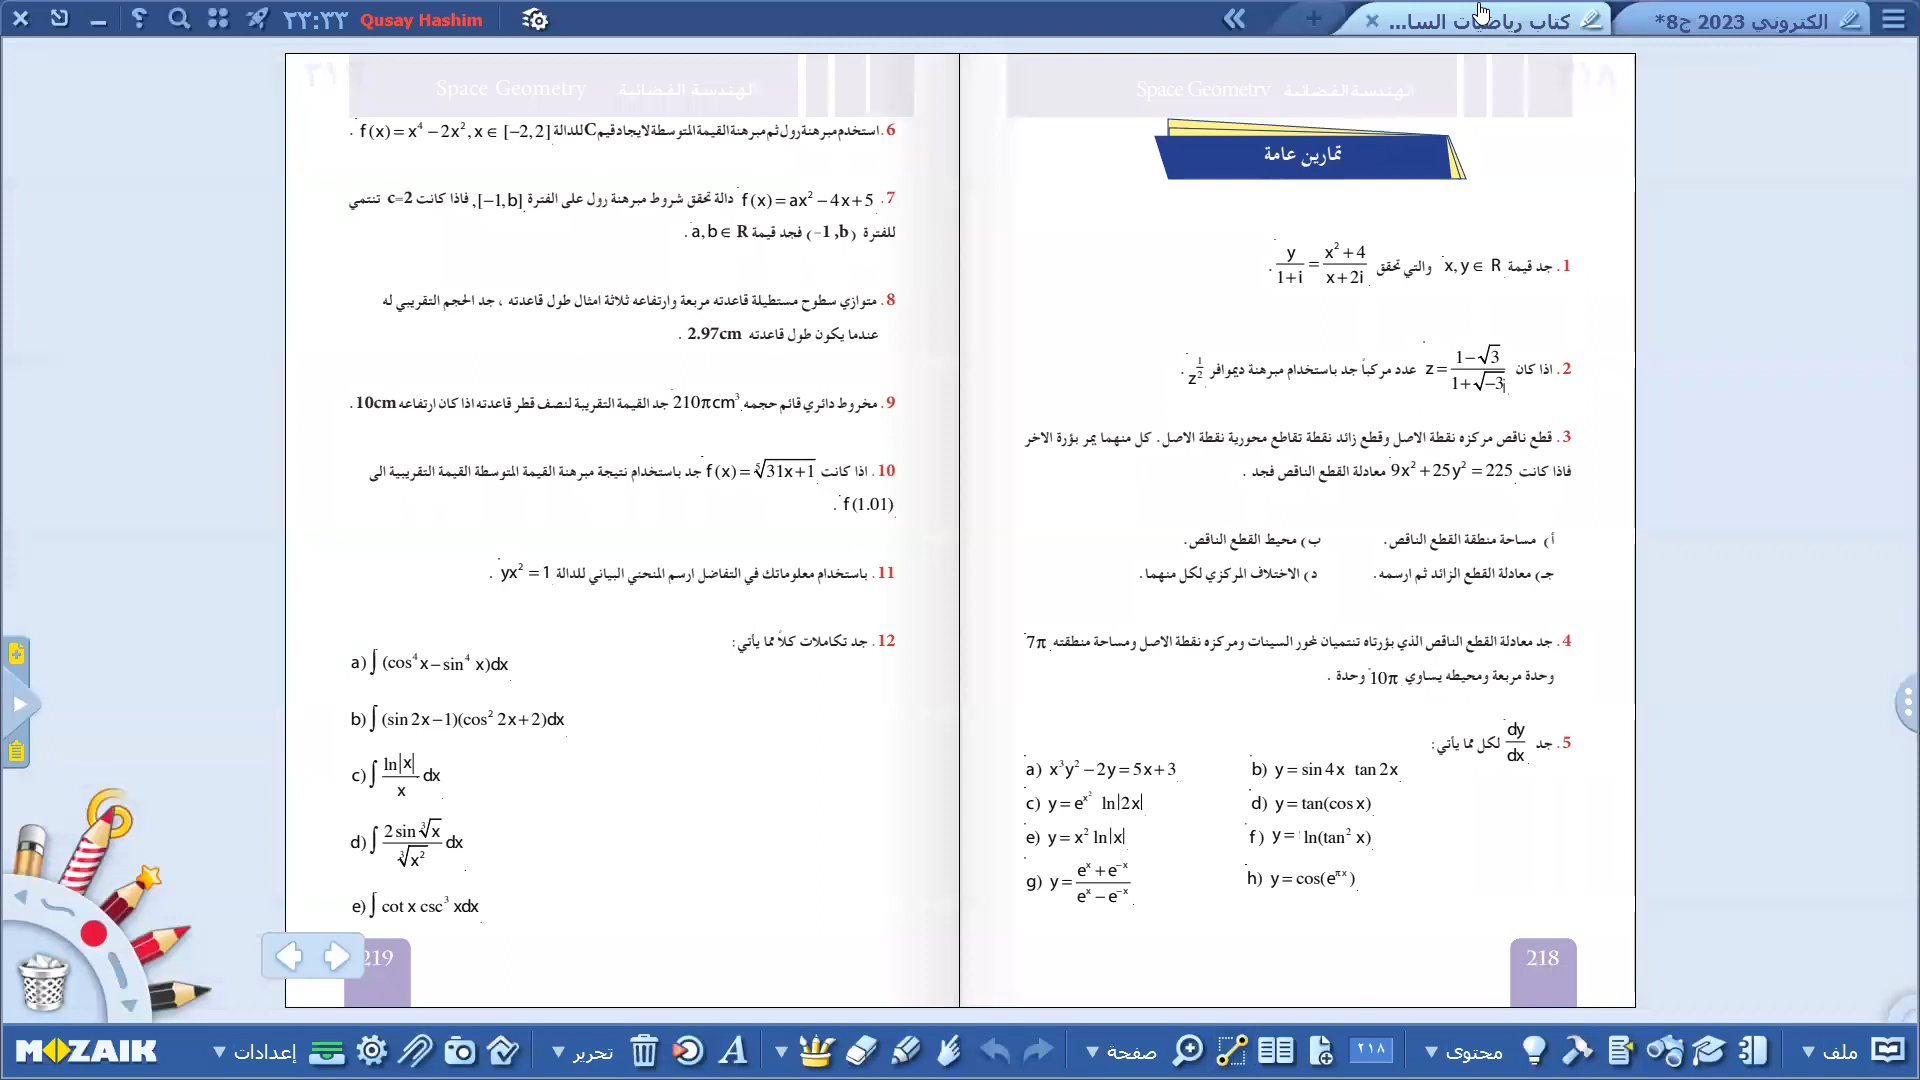 الكتروني 2023 ج8*
كتاب رياضيات السا...
٢٣:٣٣ Qusay Hashim
الهندسة الفضائية Space Geometry
تمارين عامة
1. جد قيمة x, y ∈ R والتي تحقق y/(1+i) = (x²+4)/(x+2i) .
2. اذا كان z = (1−√3)/(1+√−3) عدد مركباً جد باستخدام مبرهنة ديموافر z^(1/2) .
3. قطع ناقص مركزه نقطة الاصل وقطع زائد نقطة تقاطع محورية نقطة الاصل. كل منهما يمر بؤرة الاخر
فاذا كانت 9x² + 25y² = 225 معادلة القطع الناقص فجد .
أ) مساحة منطقة القطع الناقص. ب) محيط القطع الناقص.
جـ) معادلة القطع الزائد ثم ارسمه. د) الاختلاف المركزي لكل منهما.
4. جد معادلة القطع الناقص الذي بؤرتاه تنتميان لمحور السينات ومركزه نقطة الاصل ومساحة منطقته 7π
وحدة مربعة ومحيطه يساوي 10π وحدة .
5. جد dy/dx لكل مما يأتي:
a) x³y² − 2y = 5x + 3 b) y = sin 4x tan 2x
c) y = e^(x²) ln|2x| d) y = tan(cos x)
e) y = x² ln|x| f) y = ln(tan² x)
g) y = (e^x + e^−x)/(e^x − e^−x) h) y = cos(e^πx)
218
الهندسة الفضائية Space Geometry
6. استخدم مبرهنة رول ثم مبرهنة القيمة المتوسطة لايجاد قيم C للدالة f(x) = x⁴ − 2x², x ∈ [−2,2] .
7. f(x) = ax² − 4x + 5 دالة تحقق شروط مبرهنة رول على الفترة [−1,b], فاذا كانت c=2 تنتمي
للفترة (−1 ,b) فجد قيمة a, b ∈ R .
8. متوازي سطوح مستطيلة قاعدته مربعة وارتفاعه ثلاثة امثال طول قاعدته ، جد الحجم التقريبي له
عندما يكون طول قاعدته 2.97cm .
9. مخروط دائري قائم حجمه 210πcm³ جد القيمة التقريبة لنصف قطر قاعدته اذا كان ارتفاعه 10cm .
10. اذا كانت f(x) = ⁵√(31x+1) جد باستخدام نتيجة مبرهنة القيمة المتوسطة القيمة التقريبية الى
f(1.01) .
11. باستخدام معلوماتك في التفاضل ارسم المنحني البياني للدالة yx² = 1 .
12. جد تكاملات كلاً مما يأتي:
a) ∫ (cos⁴ x − sin⁴ x)dx
b) ∫ (sin 2x − 1)(cos² 2x + 2)dx
c) ∫ ln|x|/x dx
d) ∫ 2 sin ³√x / ³√x² dx
e) ∫ cot x csc³ xdx
219
ملف محتوى ٢١٨ صفحة تحرير إعدادات
MOZAIK